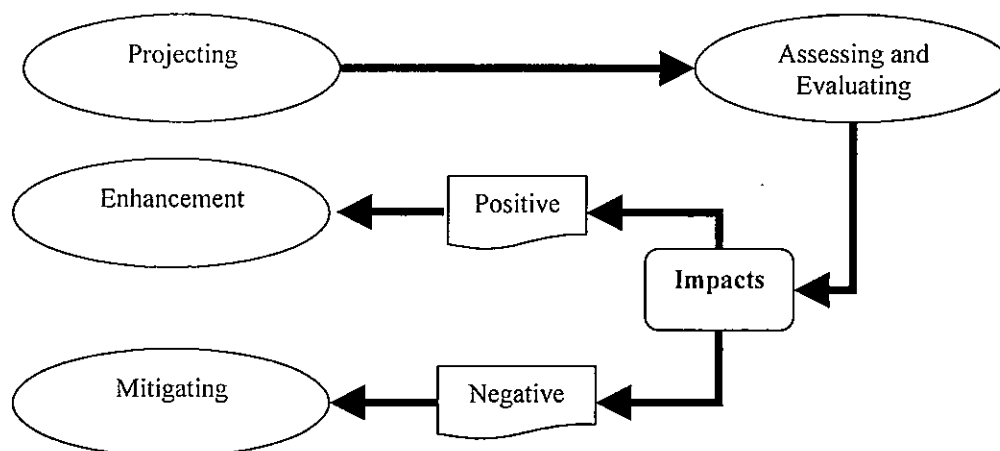 Projecting
Assessing and
Evaluating
Enhancement
Positive
Impacts
Mitigating
Negative